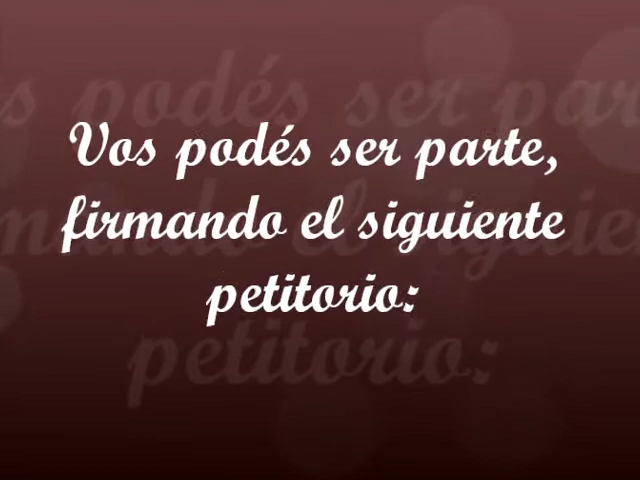 Vos podés ser parte,
firmando el siguiente
petitorio: